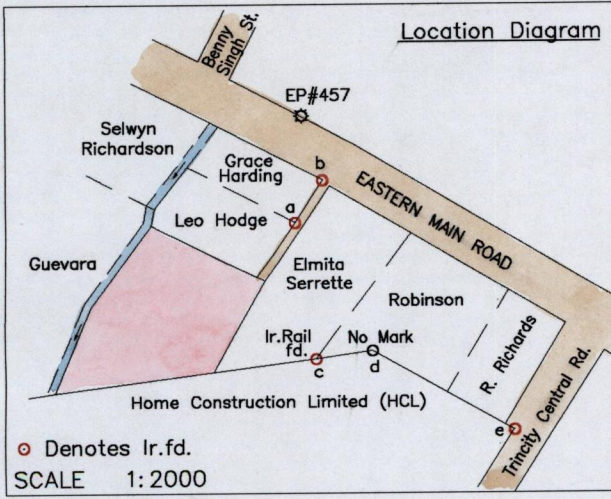 Location Diagram
Benny
Singh St.
EP#457
Selwyn
Richardson
Grace
Harding
b
EASTERN MAIN ROAD
a
Leo Hodge
Guevara
Elmita
Serrette
Robinson
Ir.Rail
fd.
No Mark
c
d
R. Richards
Home Construction Limited (HCL)
e
Trincity Central Rd.
Denotes Ir.fd.
SCALE 1:2000